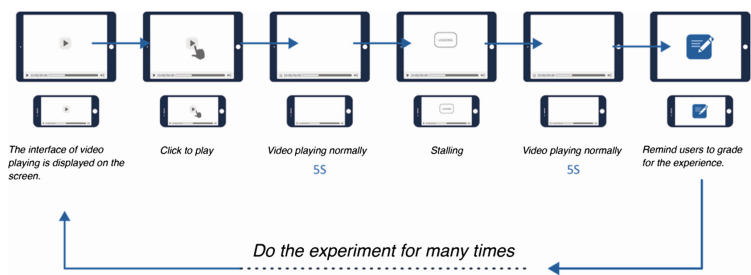 The interface of video
playing is displayed on the
screen.
Click to play
Video playing normally
5S
Stalling
Video playing normally
5S
Remind users to grade
for the experience.
Do the experiment for many times